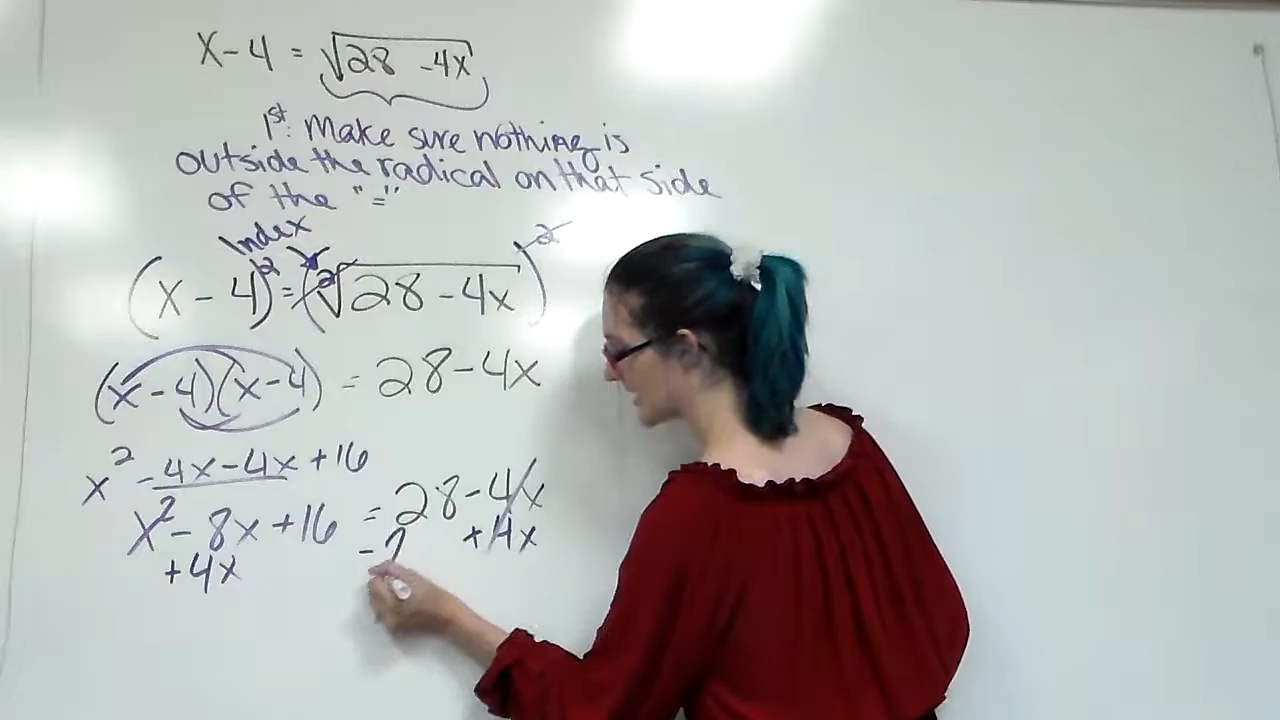 x - 4 = √28 - 4x
1st: Make sure nothing is
outside the radical on that side
of the "="
Index
(x - 4)² = (²√28 - 4x)²
(x - 4)(x - 4) = 28 - 4x
x² - 4x - 4x + 16
x² - 8x + 16 = 28 - 4x
+4x - 2 +4x